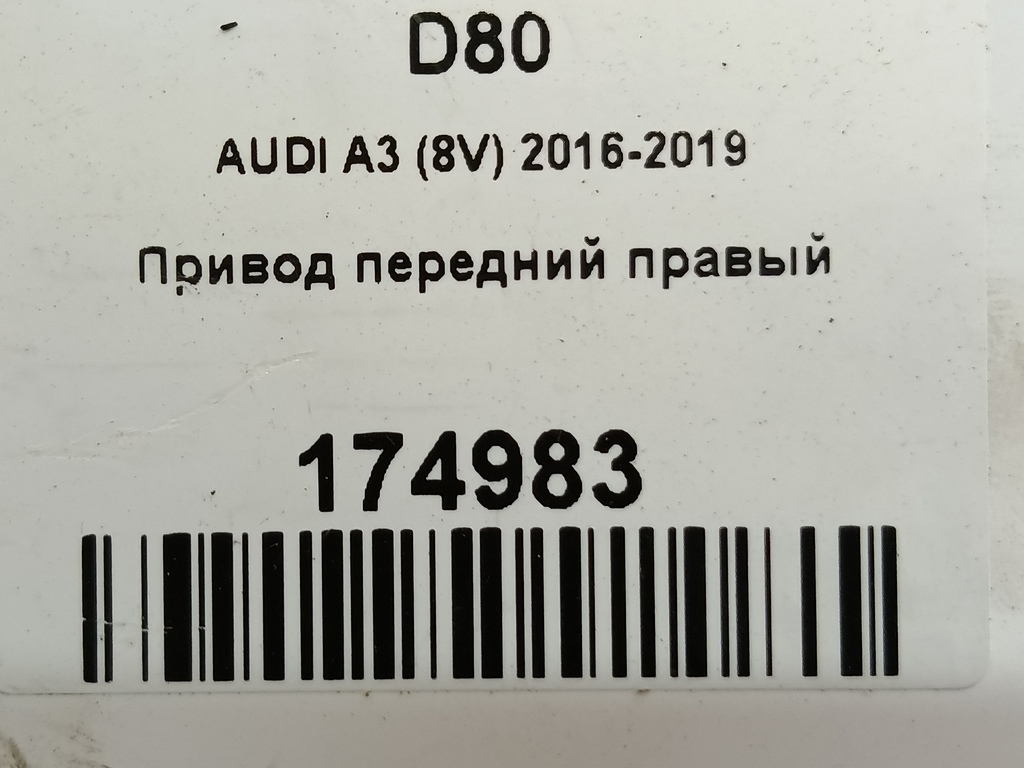 D80
AUDI A3 (8V) 2016-2019
Привод передний правый
174983